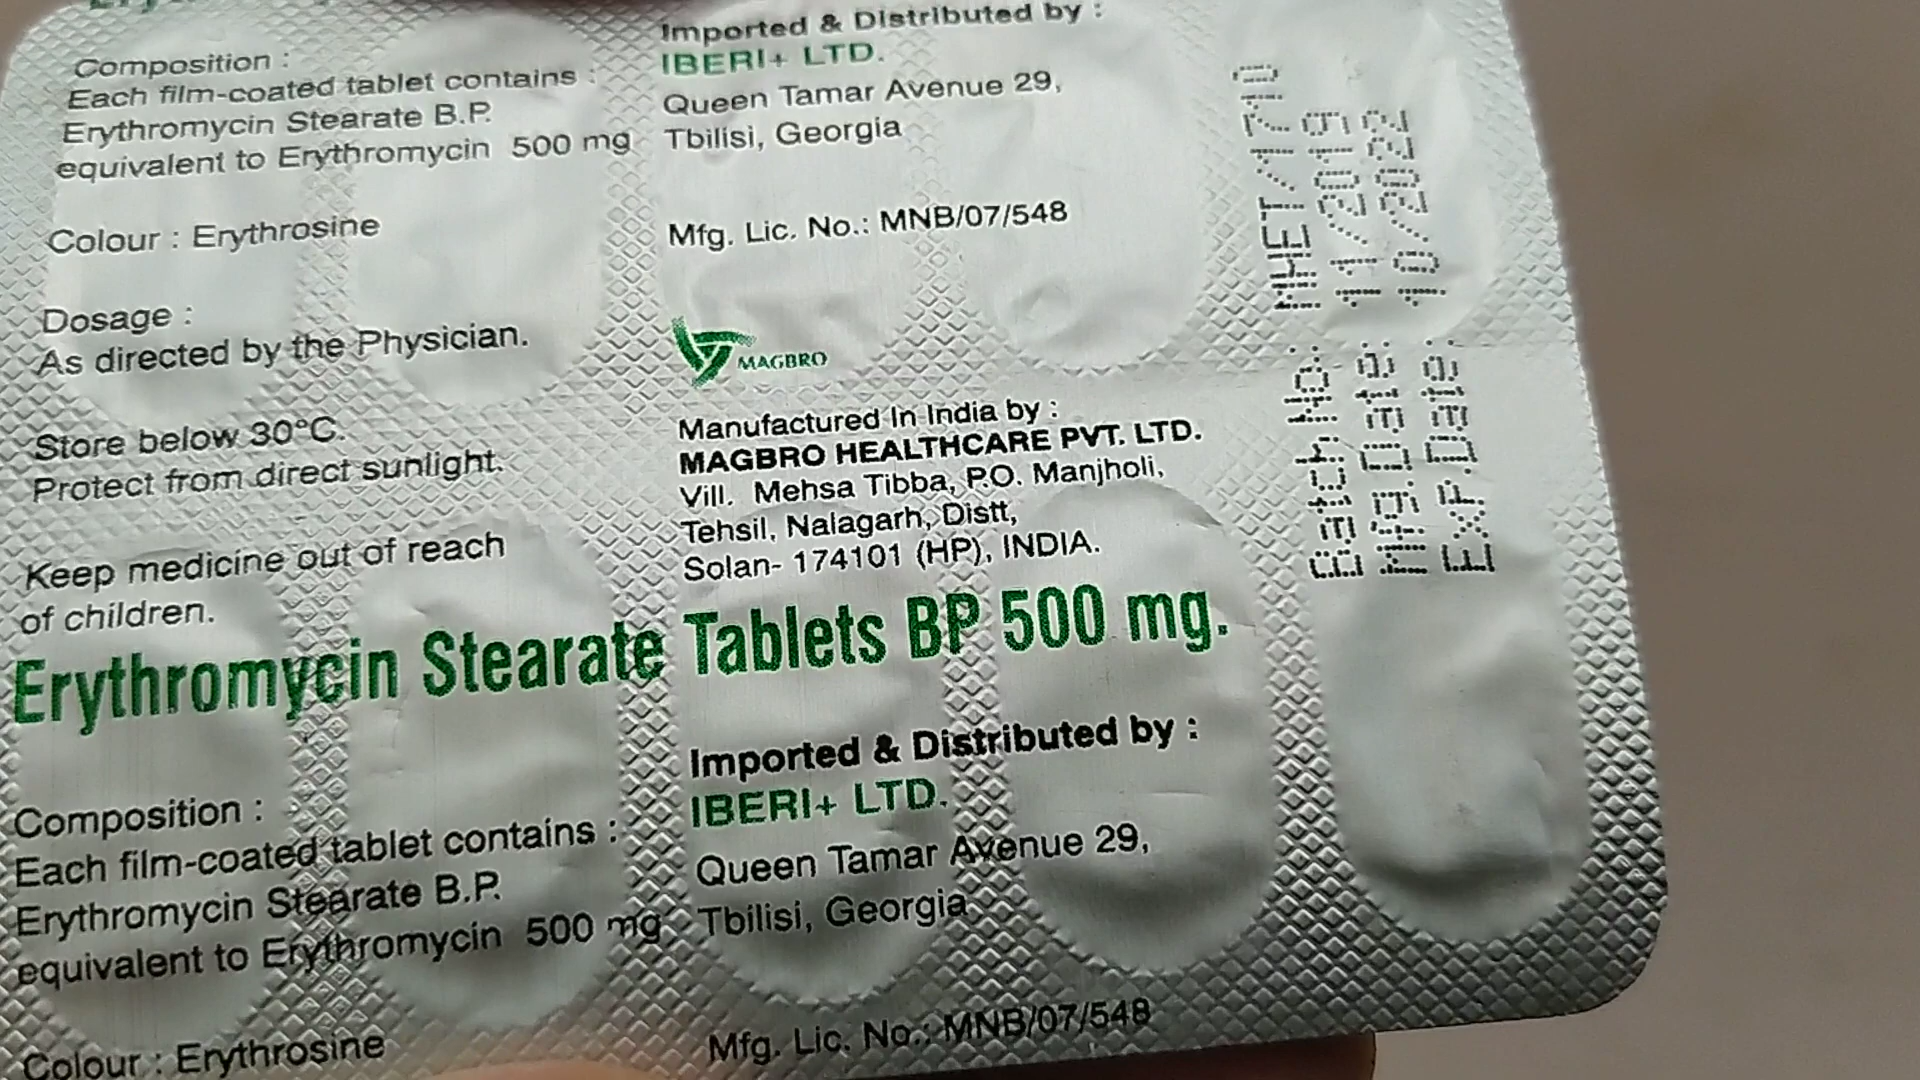 Composition :
Each film-coated tablet contains :
Erythromycin Stearate B.P.
equivalent to Erythromycin 500 mg
Colour : Erythrosine
Dosage :
As directed by the Physician.
Store below 30°C.
Protect from direct sunlight.
Keep medicine out of reach
of children.
Imported & Distributed by :
IBERI+ LTD.
Queen Tamar Avenue 29,
Tbilisi, Georgia
Mfg. Lic. No.: MNB/07/548
MAGBRO
Manufactured In India by :
MAGBRO HEALTHCARE PVT. LTD.
Vill. Mehsa Tibba, P.O. Manjholi,
Tehsil, Nalagarh, Distt,
Solan- 174101 (HP), INDIA.
Erythromycin Stearate Tablets BP 500 mg.
Composition :
Each film-coated tablet contains :
Erythromycin Stearate B.P.
equivalent to Erythromycin 500 mg
Colour : Erythrosine
Imported & Distributed by :
IBERI+ LTD.
Queen Tamar Avenue 29,
Tbilisi, Georgia
Mfg. Lic. No.: MNB/07/548
BATCH NO.:
MFG DATE: 11/2019
EXP. DATE: 10/2022